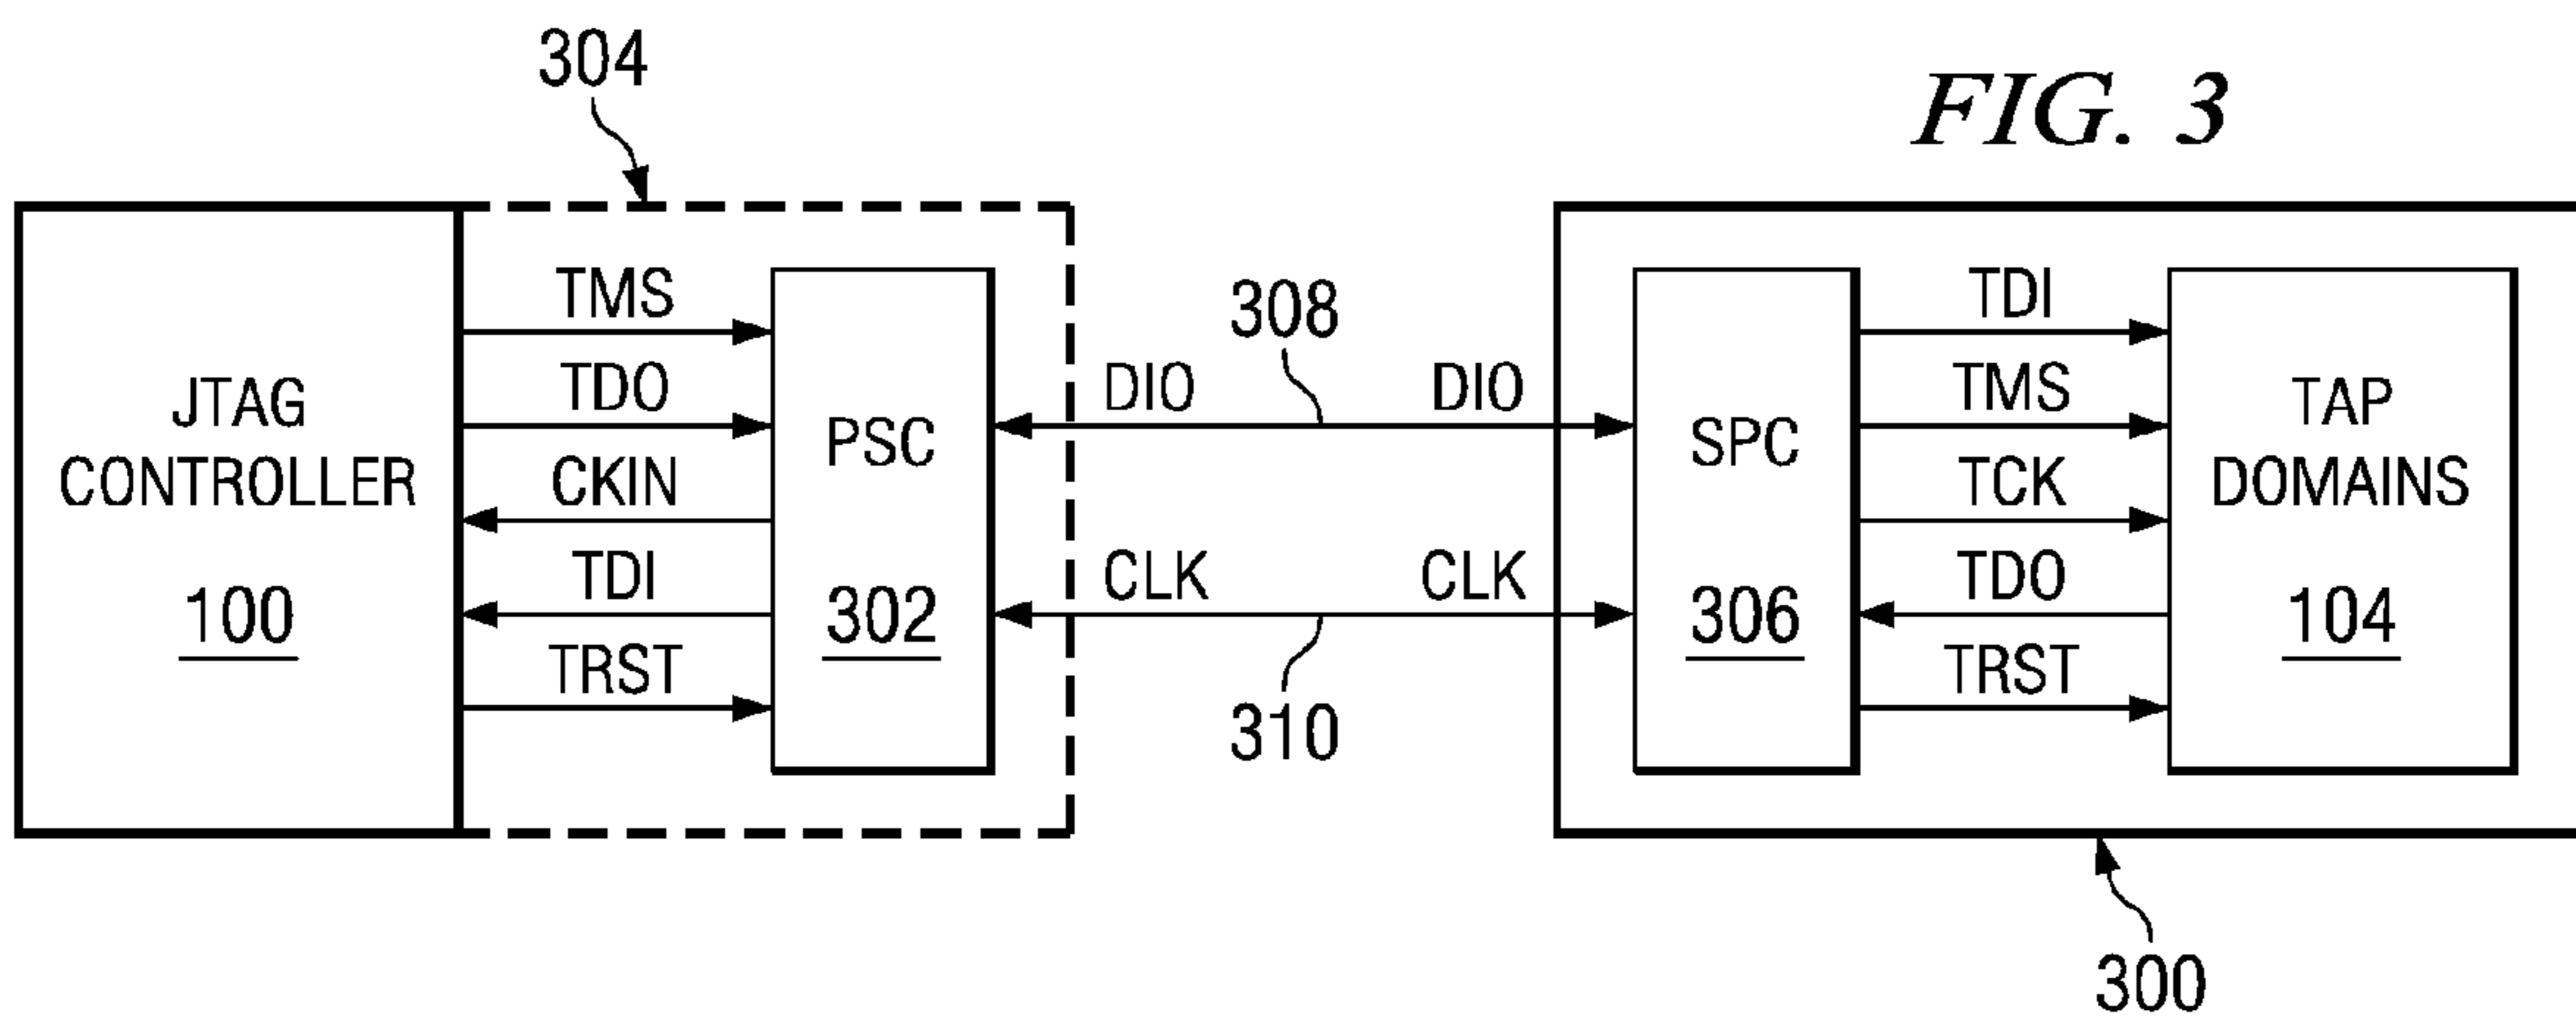 304
FIG. 3
JTAG
CONTROLLER
100
TMS
TDO
CKIN
TDI
TRST
PSC
302
308
DIO
DIO
CLK
CLK
310
SPC
306
TDI
TMS
TCK
TDO
TRST
TAP
DOMAINS
104
300